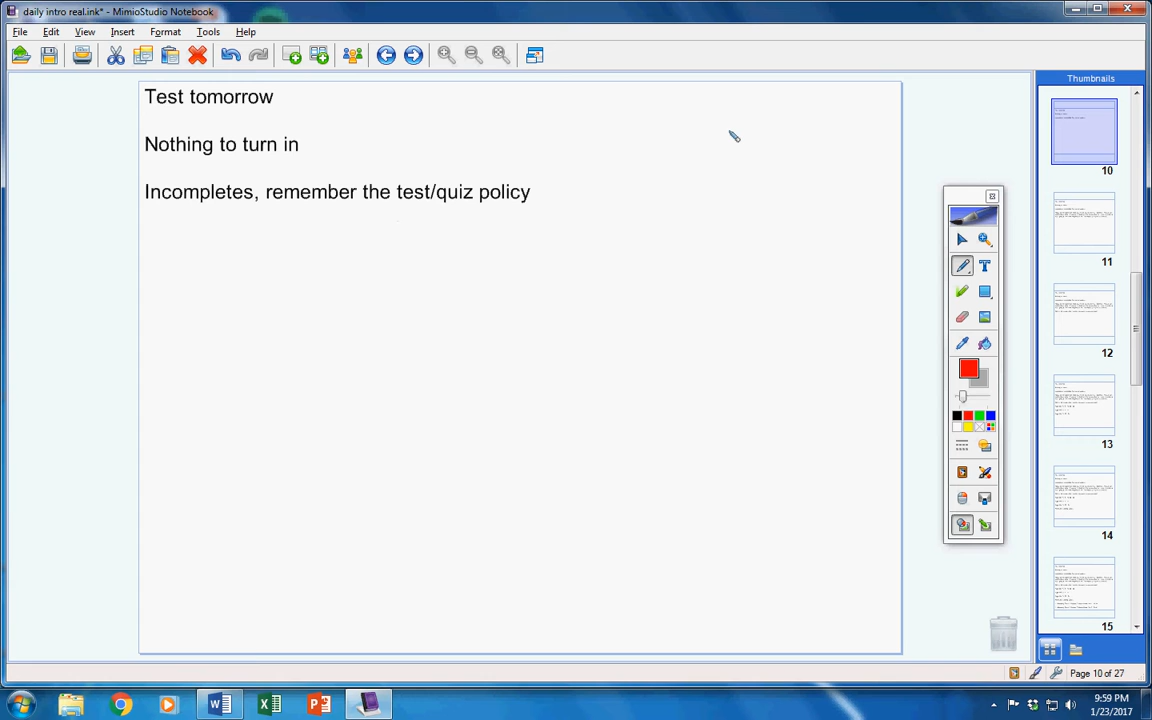 daily intro real.ink* - MimioStudio Notebook
File Edit View Insert Format Tools Help
Test tomorrow
Nothing to turn in
Incompletes, remember the test/quiz policy
Thumbnails
10
11
12
13
14
15
Page 10 of 27
9:59 PM
1/23/2017